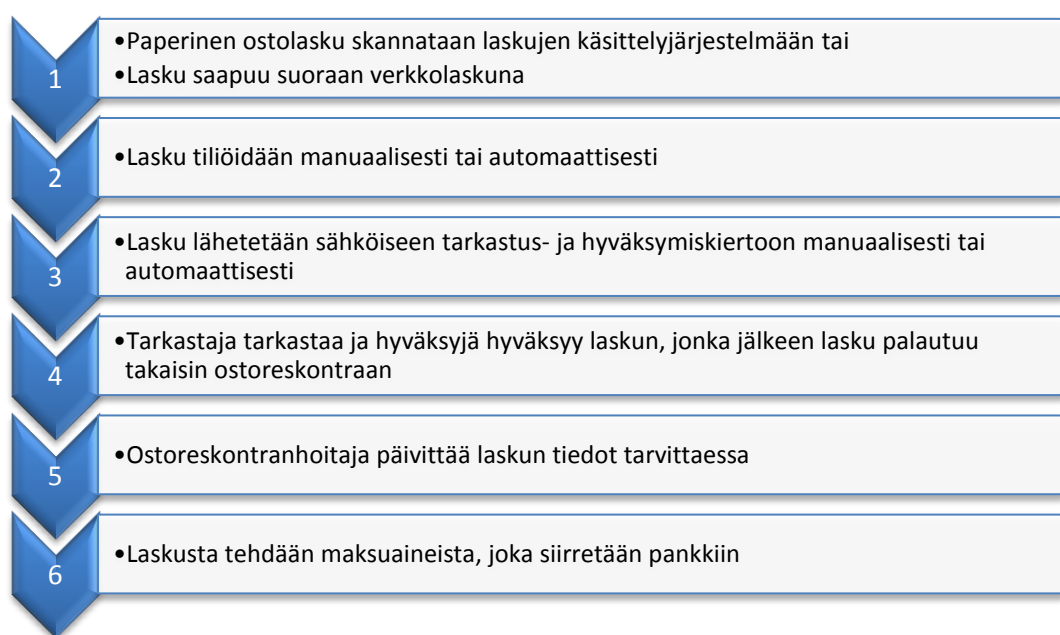 1
•Paperinen ostolasku skannataan laskujen käsittelyjärjestelmään tai
•Lasku saapuu suoraan verkkolaskuna
2
•Lasku tiliöidään manuaalisesti tai automaattisesti
3
•Lasku lähetetään sähköiseen tarkastus- ja hyväksymiskiertoon manuaalisesti tai
automaattisesti
4
•Tarkastaja tarkastaa ja hyväksyjä hyväksyy laskun, jonka jälkeen lasku palautuu
takaisin ostoreskontraan
5
•Ostoreskontranhoitaja päivittää laskun tiedot tarvittaessa
6
•Laskusta tehdään maksuaineista, joka siirretään pankkiin